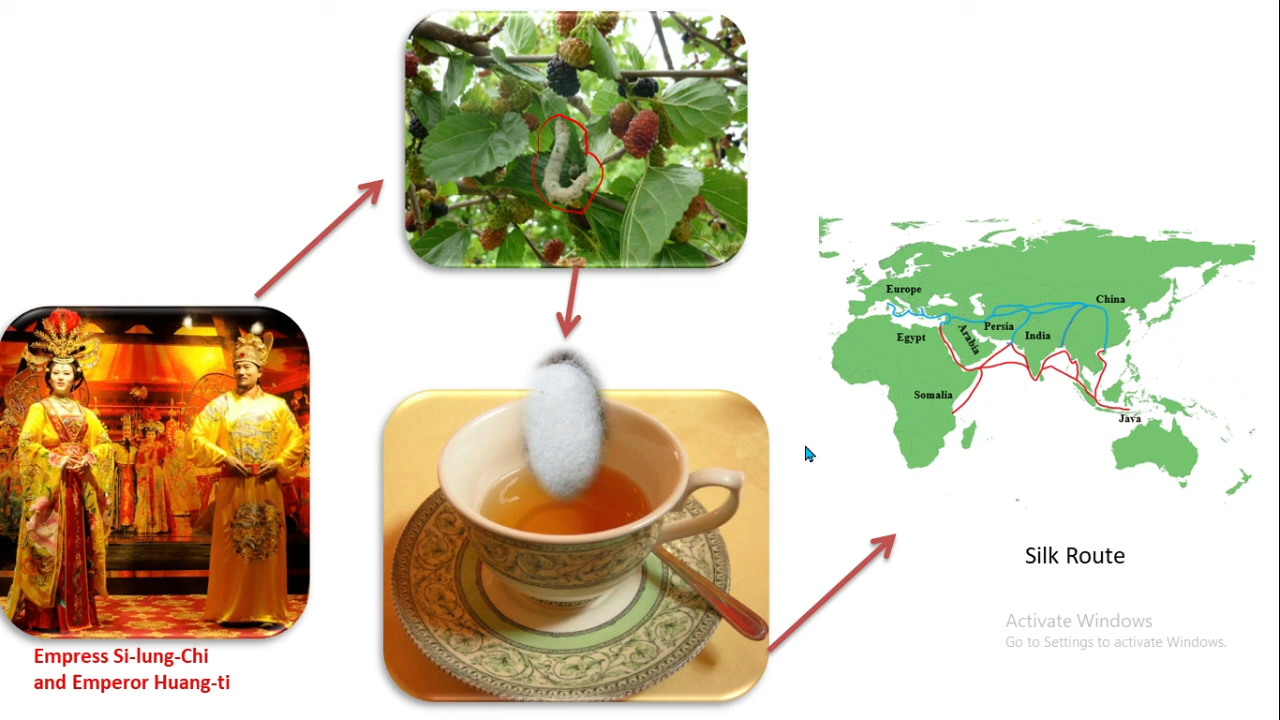 Europe
China
Persia
India
Egypt
Arabia
Somalia
Java
Silk Route
Activate Windows
Go to Settings to activate Windows.
Empress Si-lung-Chi
and Emperor Huang-ti